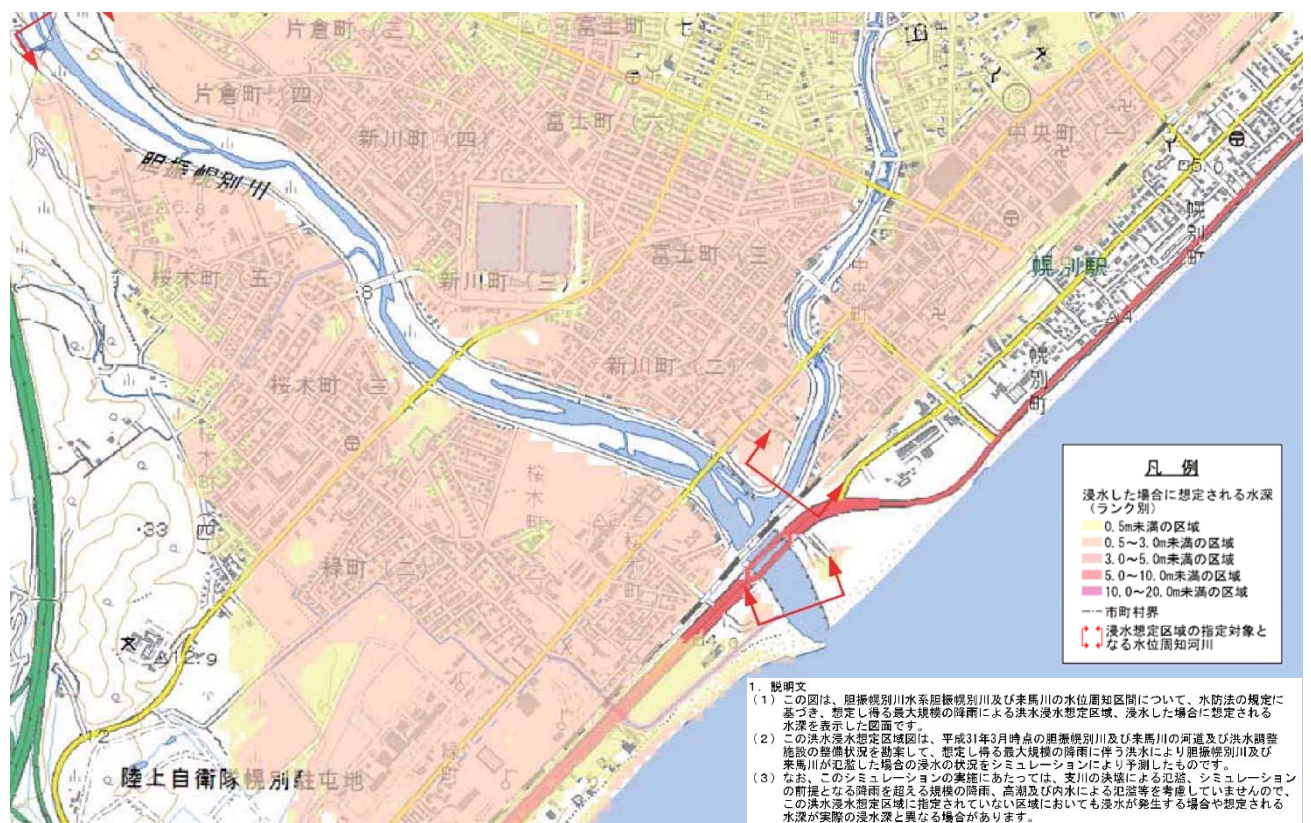 片倉町(三)
富士町(七
片倉町(四)
新川町(四)
富士町(六)
中央町(一)
胆振幌別川
5.0
富士町(三
幌別町
桜木町(五)
新川町(三)
幌別駅
8
中央町(二)
新川町(二)
桜木町(三)
幌別町
桜木町(四)
桜木町
・33
緑町(二)
4.0
12.9
12
緑町
陸上自衛隊幌別駐屯地
凡 例
浸水した場合に想定される水深
(ランク別)
0.5m未満の区域
0.5~3.0m未満の区域
3.0~5.0m未満の区域
5.0~10.0m未満の区域
10.0~20.0m未満の区域
市町村界
浸水想定区域の指定対象と
なる水位周知河川
1. 説明文
(1) この図は、胆振幌別川水系胆振幌別川及び来馬川の水位周知区間について、水防法の規定に
基づき、想定し得る最大規模の降雨による洪水浸水想定区域、浸水した場合に想定される
水深を表示した図面です。
(2) この洪水浸水想定区域図は、平成31年3月時点の胆振幌別川及び来馬川の河道及び洪水調整
施設の整備状況を勘案して、想定し得る最大規模の降雨に伴う洪水により胆振幌別川及び
来馬川が氾濫した場合の浸水の状況をシミュレーションにより予測したものです。
(3) なお、このシミュレーションの実施にあたっては、支川の決壊による氾濫、シミュレーション
の前提となる降雨を超える規模の降雨、高潮及び内水による氾濫等を考慮していませんので、
この洪水浸水想定区域に指定されていない区域においても浸水が発生する場合や想定される
水深が実際の浸水深と異なる場合があります。